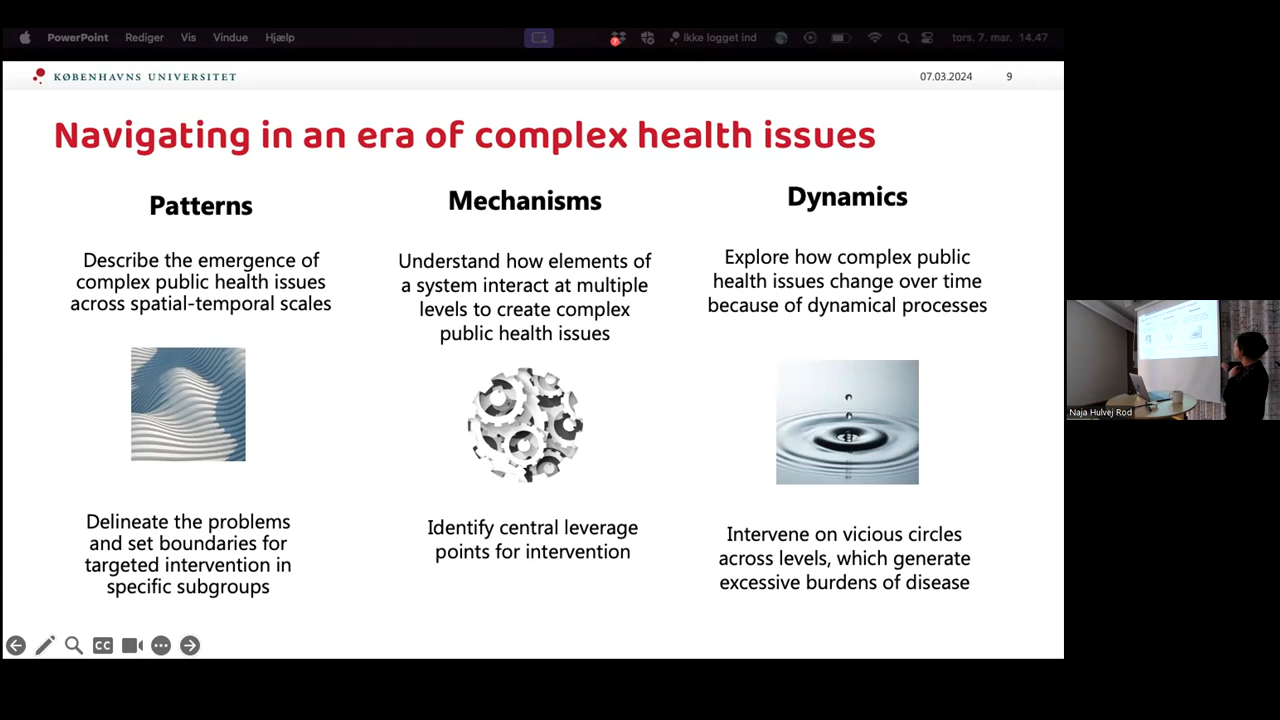 PowerPoint Rediger Vis Vindue Hjælp
7 Ikke logget ind tors. 7. mar. 14.47
KØBENHAVNS UNIVERSITET
07.03.2024 9
Navigating in an era of complex health issues
Patterns
Describe the emergence of
complex public health issues
across spatial-temporal scales
Delineate the problems
and set boundaries for
targeted intervention in
specific subgroups
Mechanisms
Understand how elements of
a system interact at multiple
levels to create complex
public health issues
Identify central leverage
points for intervention
Dynamics
Explore how complex public
health issues change over time
because of dynamical processes
Intervene on vicious circles
across levels, which generate
excessive burdens of disease
CC
Naja Hulvej Rod